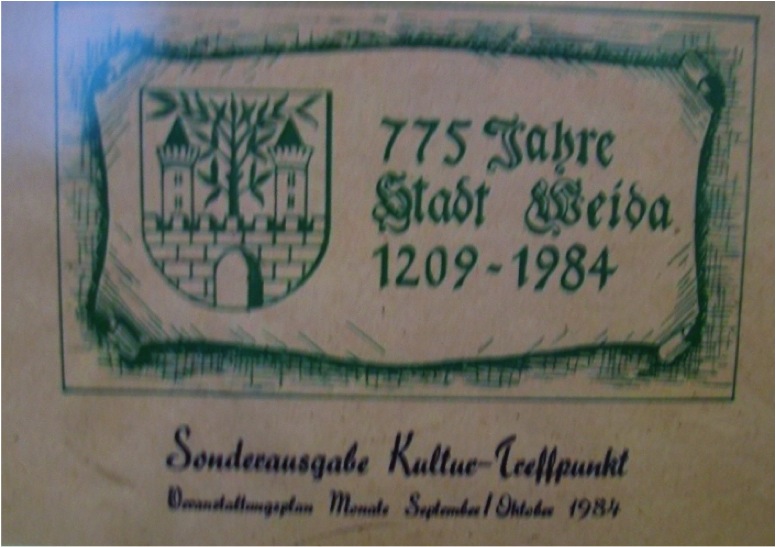 775 Jahre
Stadt Weida
1209-1984
Sonderausgabe Kultur-Treffpunkt
Veranstaltungsplan Monate September/Oktober 1984